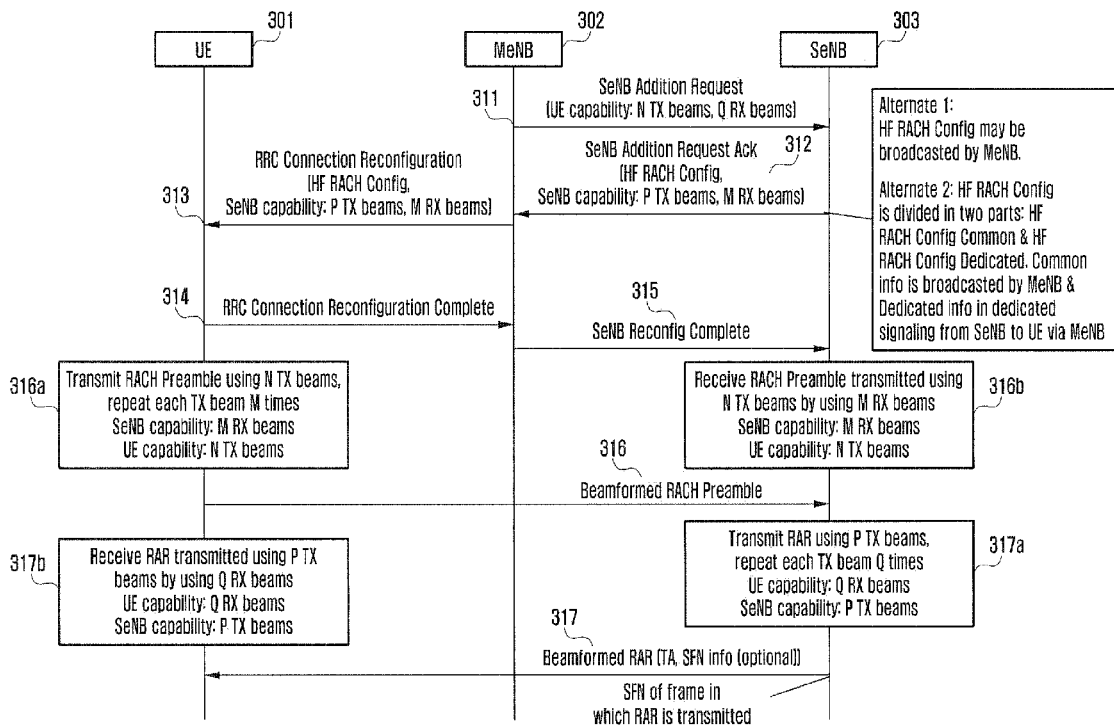 301
302
303
UE
MeNB
SeNB
SeNB Addition Request
(UE capability: N TX beams, Q RX beams)
311
Alternate 1:
HF RACH Config may be
broadcasted by MeNB.
Alternate 2: HF RACH Config
is divided in two parts: HF
RACH Config Common & HF
RACH Config Dedicated. Common
info is broadcasted by MeNB &
Dedicated info in dedicated
signaling from SeNB to UE via MeNB
SeNB Addition Request Ack
312
(HF RACH Config,
SeNB capability: P TX beams, M RX beams)
RRC Connection Reconfiguration
(HF RACH Config,
SeNB capability: P TX beams, M RX beams)
313
314
RRC Connection Reconfiguration Complete
315
SeNB Reconfig Complete
316a
Transmit RACH Preamble using N TX beams,
repeat each TX beam M times
SeNB capability: M RX beams
UE capability: N TX beams
Receive RACH Preamble transmitted using
N TX beams by using M RX beams
SeNB capability: M RX beams
UE capability: N TX beams
316b
316
Beamformed RACH Preamble
317b
Receive RAR transmitted using P TX
beams by using Q RX beams
UE capability: Q RX beams
SeNB capability: P TX beams
Transmit RAR using P TX beams,
repeat each TX beam Q times
UE capability: Q RX beams
SeNB capability: P TX beams
317a
317
Beamformed RAR (TA, SFN info (optional))
SFN of frame in
which RAR is transmitted